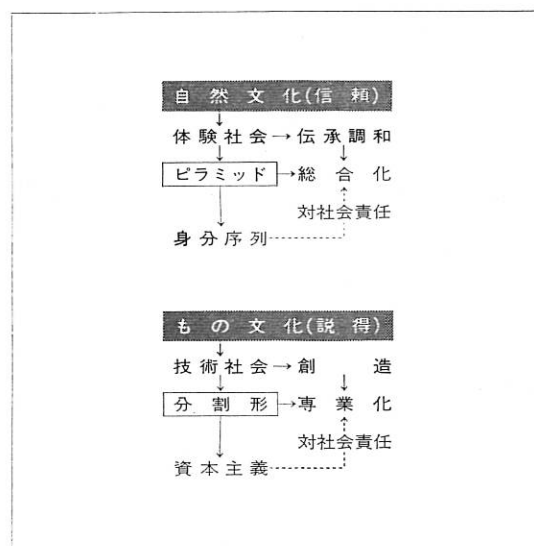 自然文化(信頼)
体験社会→伝承調和
ピラミッド→総合化
対社会責任
身分序列
もの文化(説得)
技術社会→創造
分割形→専業化
対社会責任
資本主義